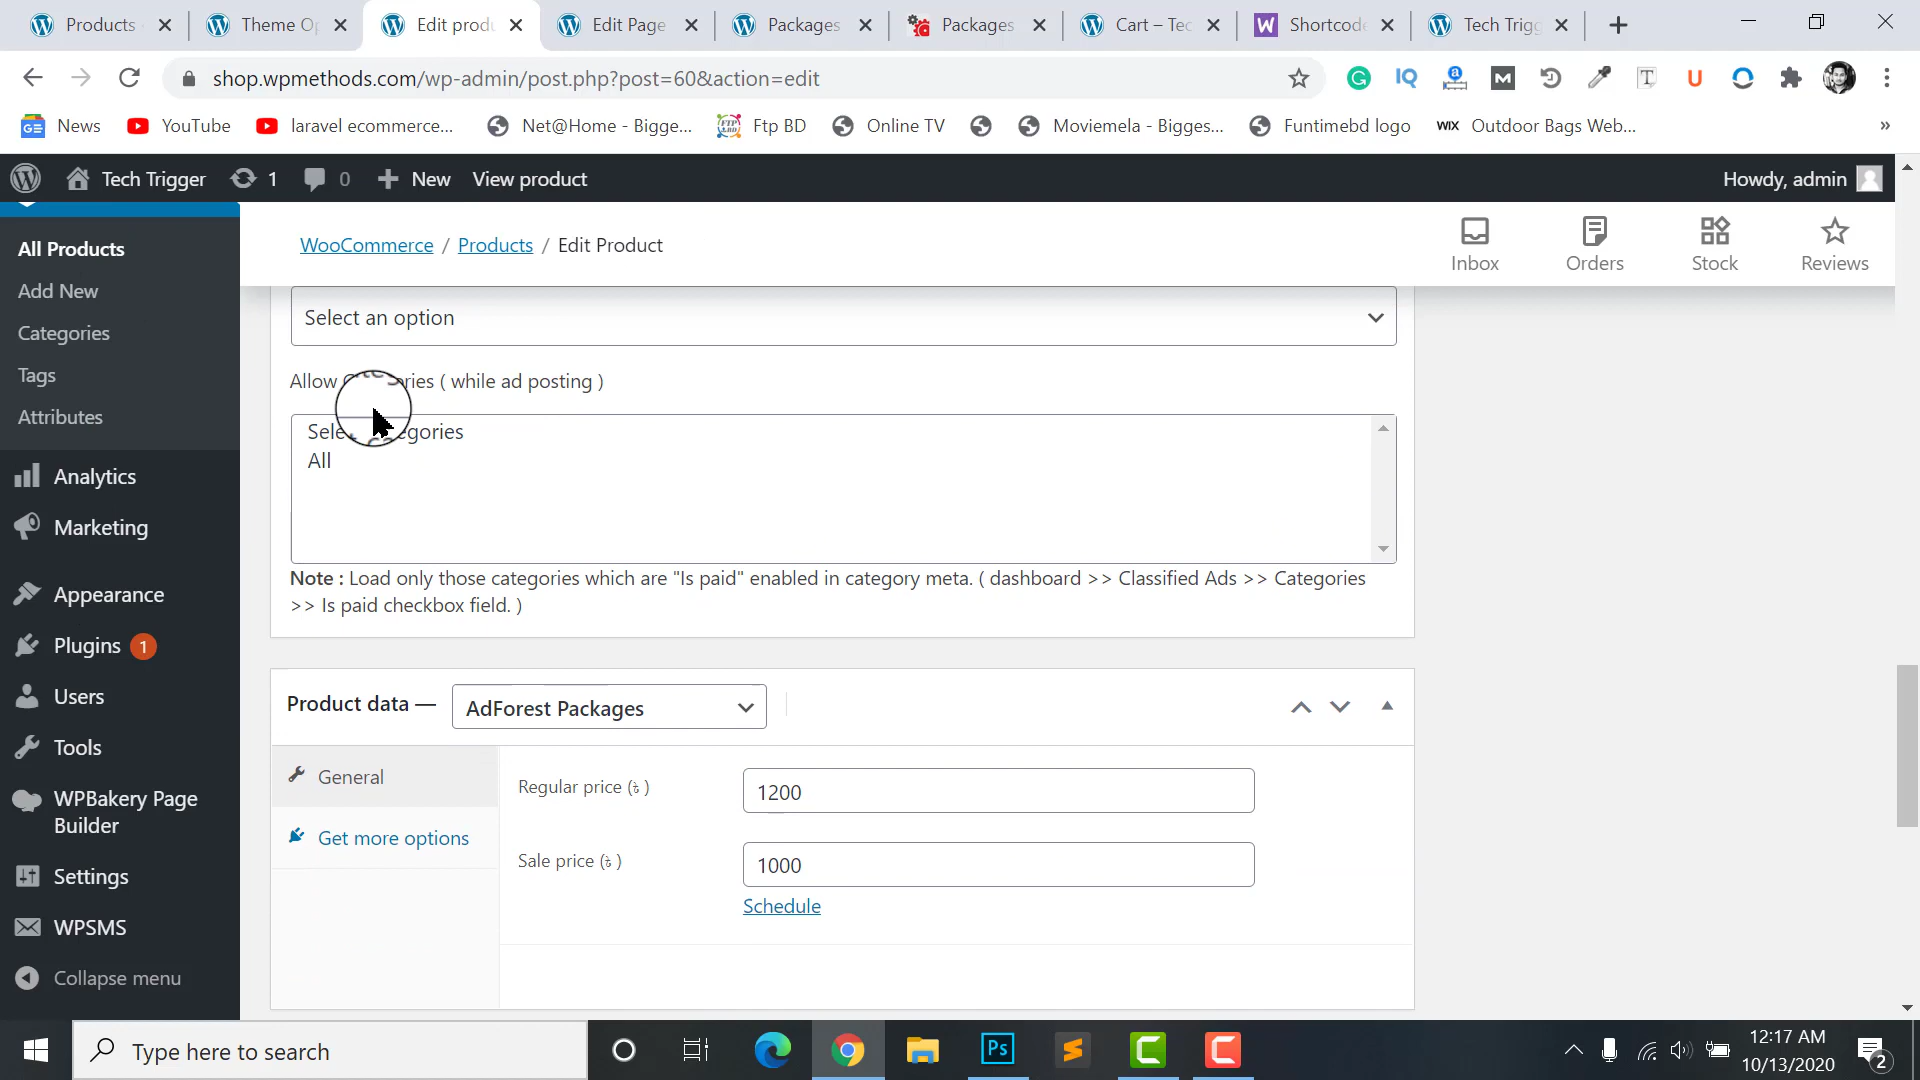 Products
Theme Op
Edit produ
Edit Page
Packages
Packages
Cart – Tec
Shortcode
Tech Trigg
shop.wpmethods.com/wp-admin/post.php?post=60&action=edit
News
YouTube
laravel ecommerce...
Net@Home - Bigge...
Ftp BD
Online TV
Moviemela - Bigges...
Funtimebd logo
WIX Outdoor Bags Web...
»
Tech Trigger
1
0
New
View product
Howdy, admin
WooCommerce / Products / Edit Product
Inbox
Orders
Stock
Reviews
All Products
Add New
Categories
Tags
Attributes
Analytics
Marketing
Appearance
Plugins 1
Users
Tools
WPBakery Page
Builder
Settings
WPSMS
Collapse menu
Select an option
Allow Categories ( while ad posting )
Select Categories
All
Note : Load only those categories which are "Is paid" enabled in category meta. ( dashboard >> Classified Ads >> Categories
>> Is paid checkbox field. )
Product data —
AdForest Packages
General
Get more options
Regular price (৳ )
1200
Sale price (৳ )
1000
Schedule
Type here to search
Ps
12:17 AM
10/13/2020
2